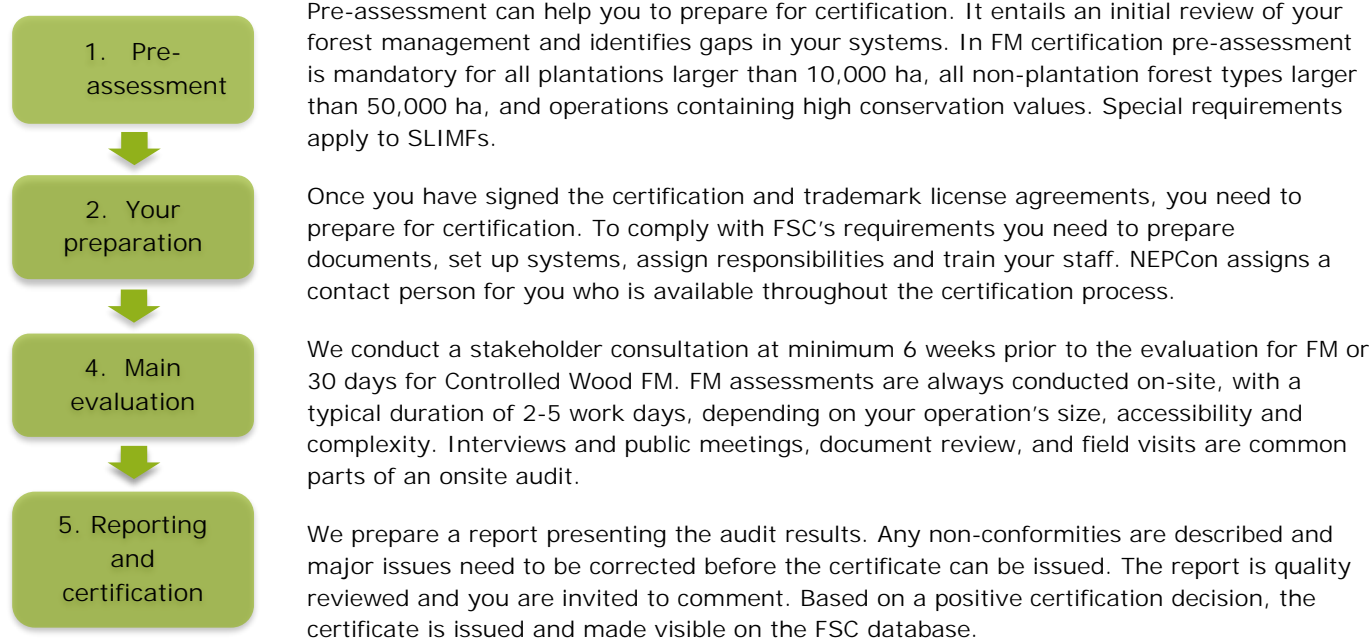 1. Pre-
assessment
Pre-assessment can help you to prepare for certification. It entails an initial review of your
forest management and identifies gaps in your systems. In FM certification pre-assessment
is mandatory for all plantations larger than 10,000 ha, all non-plantation forest types larger
than 50,000 ha, and operations containing high conservation values. Special requirements
apply to SLIMFs.
2. Your
preparation
Once you have signed the certification and trademark license agreements, you need to
prepare for certification. To comply with FSC’s requirements you need to prepare
documents, set up systems, assign responsibilities and train your staff. NEPCon assigns a
contact person for you who is available throughout the certification process.
4. Main
evaluation
We conduct a stakeholder consultation at minimum 6 weeks prior to the evaluation for FM or
30 days for Controlled Wood FM. FM assessments are always conducted on-site, with a
typical duration of 2-5 work days, depending on your operation’s size, accessibility and
complexity. Interviews and public meetings, document review, and field visits are common
parts of an onsite audit.
5. Reporting
and
certification
We prepare a report presenting the audit results. Any non-conformities are described and
major issues need to be corrected before the certificate can be issued. The report is quality
reviewed and you are invited to comment. Based on a positive certification decision, the
certificate is issued and made visible on the FSC database.